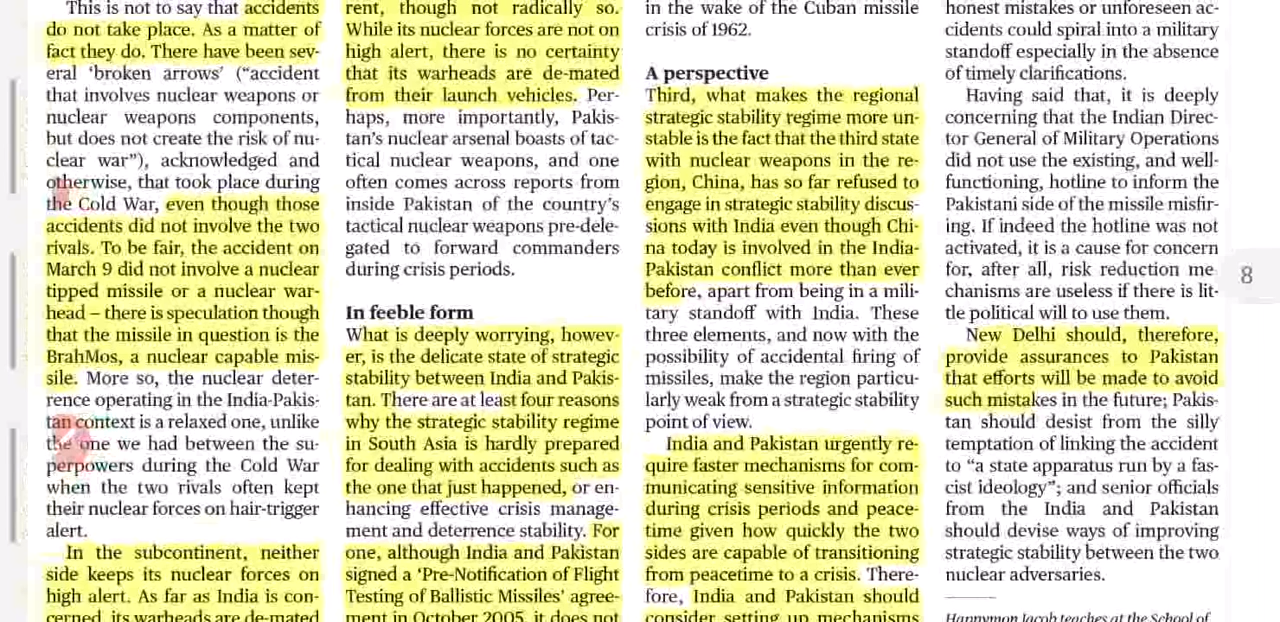 This is not to say that accidents
do not take place. As a matter of
fact they do. There have been sev-
eral ‘broken arrows’ (“accident
that involves nuclear weapons or
nuclear weapons components,
but does not create the risk of nu-
clear war”), acknowledged and
otherwise, that took place during
the Cold War, even though those
accidents did not involve the two
rivals. To be fair, the accident on
March 9 did not involve a nuclear
tipped missile or a nuclear war-
head – there is speculation though
that the missile in question is the
BrahMos, a nuclear capable mis-
sile. More so, the nuclear deter-
rence operating in the India-Pakis-
tan context is a relaxed one, unlike
the one we had between the su-
perpowers during the Cold War
when the two rivals often kept
their nuclear forces on hair-trigger
alert.
In the subcontinent, neither
side keeps its nuclear forces on
high alert. As far as India is con-
cerned, its warheads are de-mated
rent, though not radically so.
While its nuclear forces are not on
high alert, there is no certainty
that its warheads are de-mated
from their launch vehicles. Per-
haps, more importantly, Pakis-
tan’s nuclear arsenal boasts of tac-
tical nuclear weapons, and one
often comes across reports from
inside Pakistan of the country’s
tactical nuclear weapons pre-dele-
gated to forward commanders
during crisis periods.
In feeble form
What is deeply worrying, howev-
er, is the delicate state of strategic
stability between India and Pakis-
tan. There are at least four reasons
why the strategic stability regime
in South Asia is hardly prepared
for dealing with accidents such as
the one that just happened, or en-
hancing effective crisis manage-
ment and deterrence stability. For
one, although India and Pakistan
signed a ‘Pre-Notification of Flight
Testing of Ballistic Missiles’ agree-
ment in October 2005, it does not
in the wake of the Cuban missile
crisis of 1962.
A perspective
Third, what makes the regional
strategic stability regime more un-
stable is the fact that the third state
with nuclear weapons in the re-
gion, China, has so far refused to
engage in strategic stability discus-
sions with India even though Chi-
na today is involved in the India-
Pakistan conflict more than ever
before, apart from being in a mili-
tary standoff with India. These
three elements, and now with the
possibility of accidental firing of
missiles, make the region particu-
larly weak from a strategic stability
point of view.
India and Pakistan urgently re-
quire faster mechanisms for com-
municating sensitive information
during crisis periods and peace-
time given how quickly the two
sides are capable of transitioning
from peacetime to a crisis. There-
fore, India and Pakistan should
consider setting up mechanisms
honest mistakes or unforeseen ac-
cidents could spiral into a military
standoff especially in the absence
of timely clarifications.
Having said that, it is deeply
concerning that the Indian Direc-
tor General of Military Operations
did not use the existing, and well-
functioning, hotline to inform the
Pakistani side of the missile misfir-
ing. If indeed the hotline was not
activated, it is a cause for concern
for, after all, risk reduction me
chanisms are useless if there is lit-
tle political will to use them.
New Delhi should, therefore,
provide assurances to Pakistan
that efforts will be made to avoid
such mistakes in the future; Pakis-
tan should desist from the silly
temptation of linking the accident
to “a state apparatus run by a fas-
cist ideology”; and senior officials
from the India and Pakistan
should devise ways of improving
strategic stability between the two
nuclear adversaries.
Happymon Jacob teaches at the School of
8